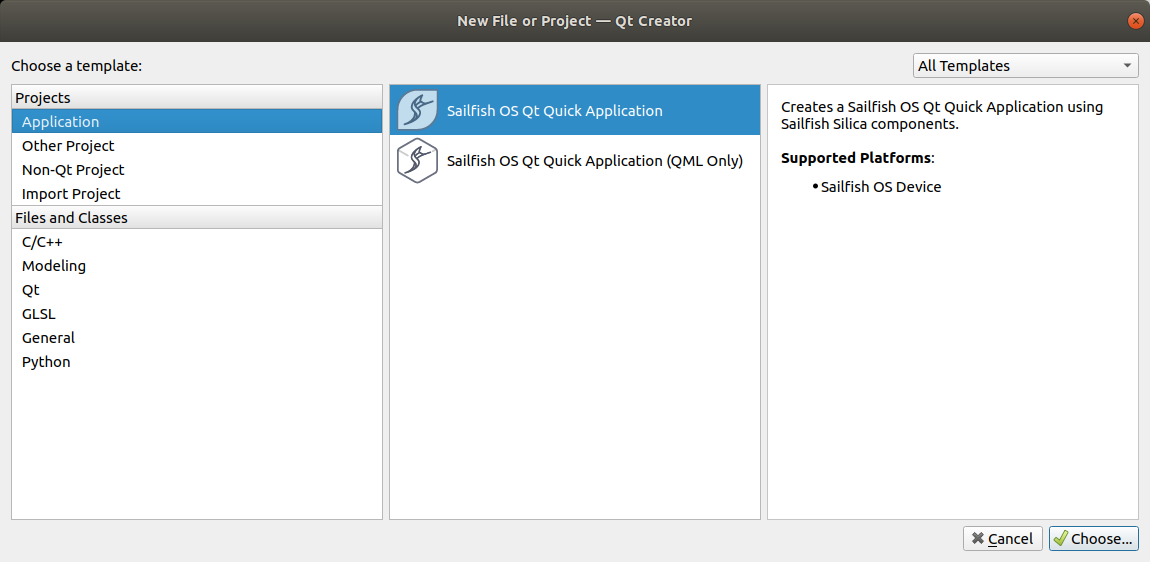 New File or Project — Qt Creator
Choose a template:
All Templates
Projects
Application
Other Project
Non-Qt Project
Import Project
Files and Classes
C/C++
Modeling
Qt
GLSL
General
Python
Sailfish OS Qt Quick Application
Sailfish OS Qt Quick Application (QML Only)
Creates a Sailfish OS Qt Quick Application using
Sailfish Silica components.
Supported Platforms:
• Sailfish OS Device
Cancel
Choose...